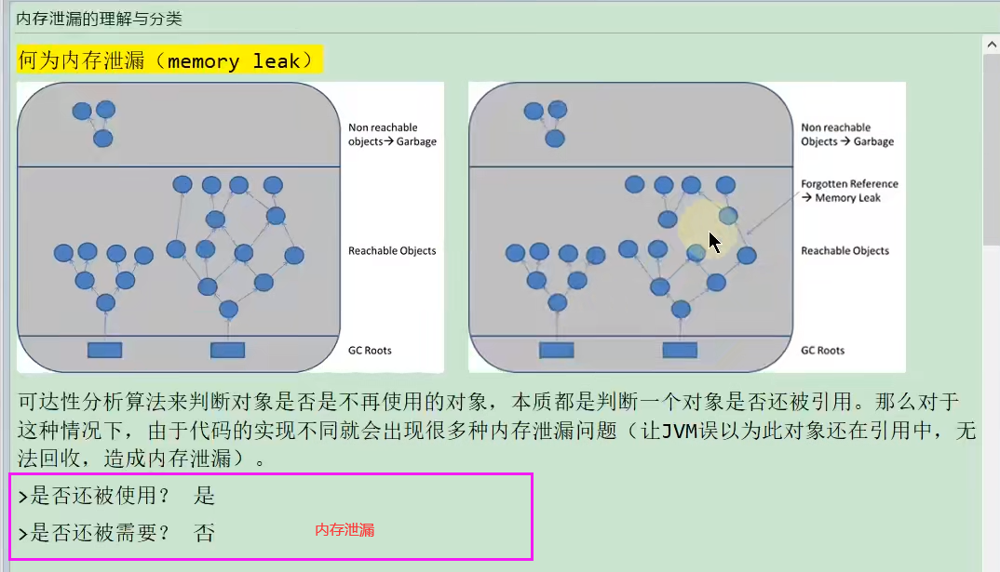 内存泄漏的理解与分类
何为内存泄漏（memory leak）
Non reachable
objects→ Garbage
Reachable Objects
GC Roots
Non reachable
Objects → Garbage
Forgotten Reference
→ Memory Leak
Reachable Objects
GC Roots
可达性分析算法来判断对象是否是不再使用的对象，本质都是判断一个对象是否还被引用。那么对于
这种情况下，由于代码的实现不同就会出现很多种内存泄漏问题（让JVM误以为此对象还在引用中，无
法回收，造成内存泄漏）。
>是否还被使用？ 是
>是否还被需要？ 否
内存泄漏